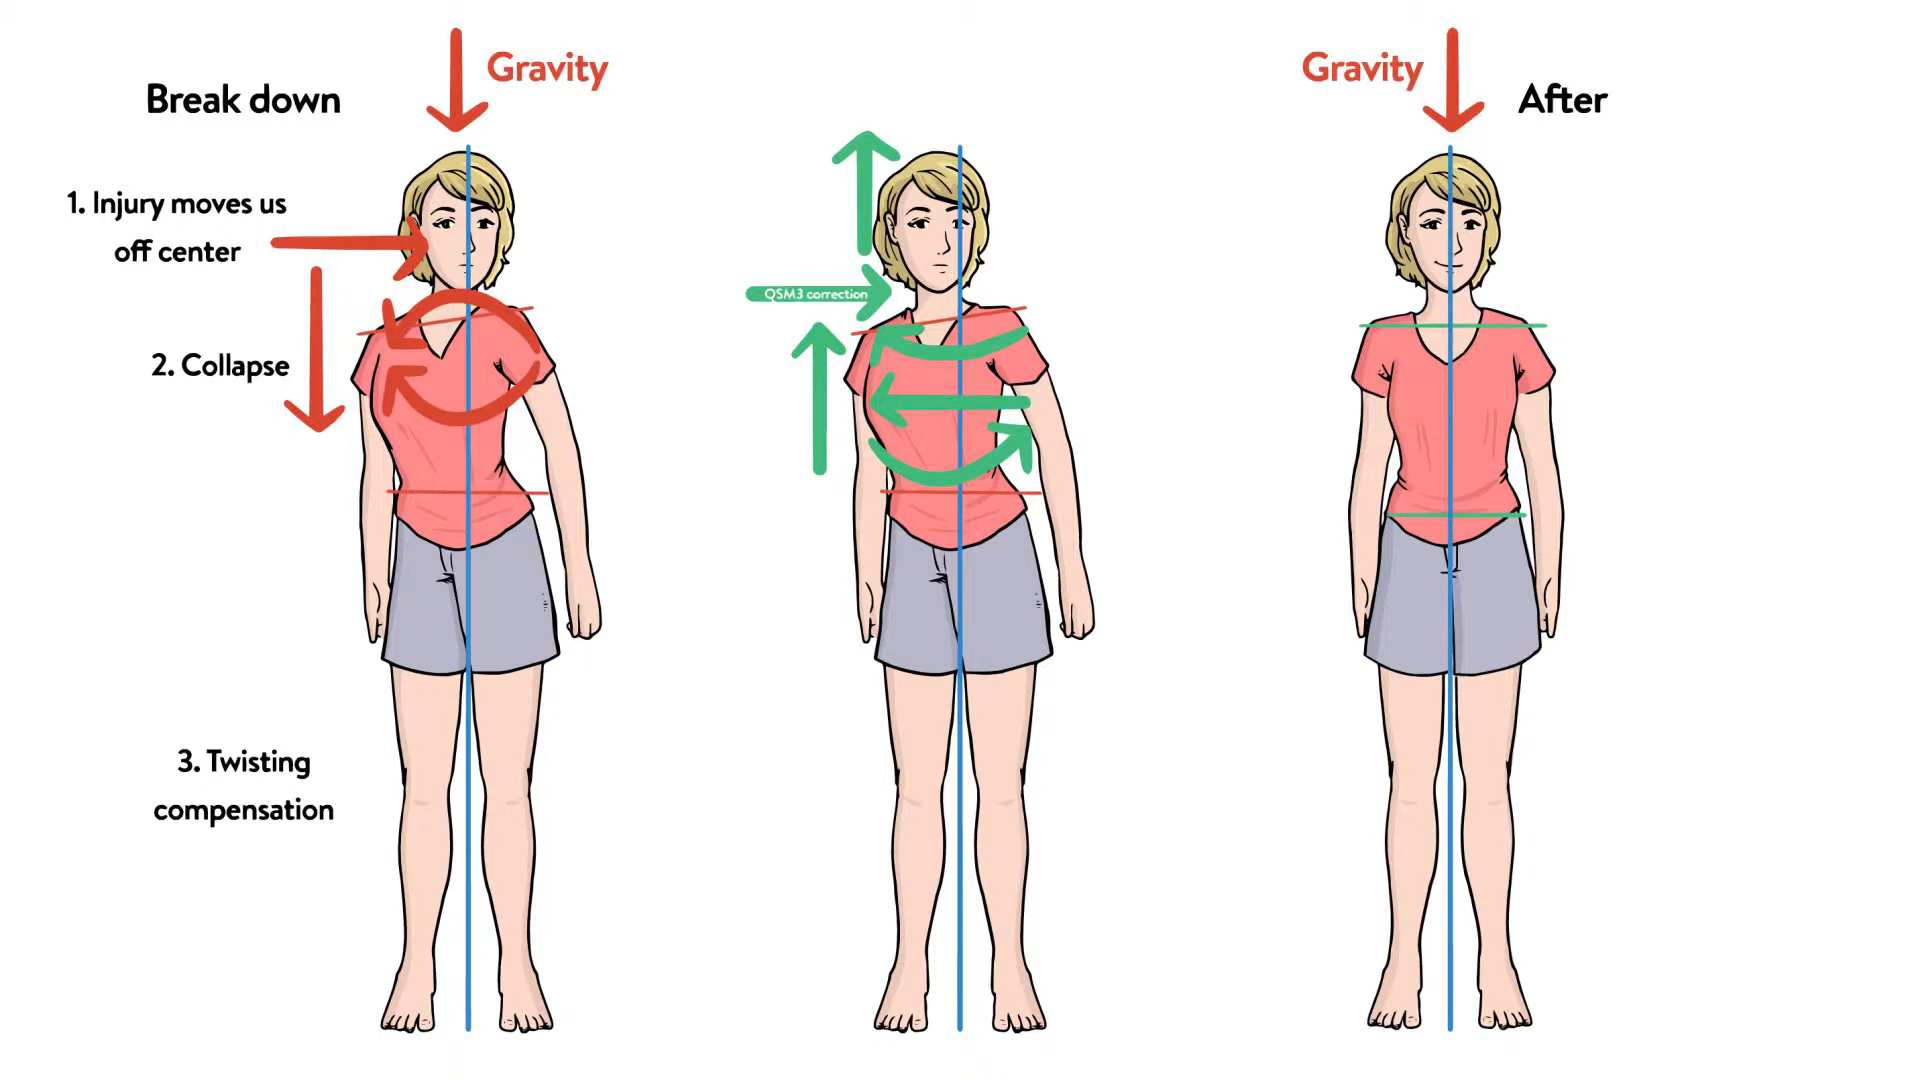 Break down
Gravity
1. Injury moves us
off center
2. Collapse
3. Twisting
compensation
QSM3 correction
Gravity
After